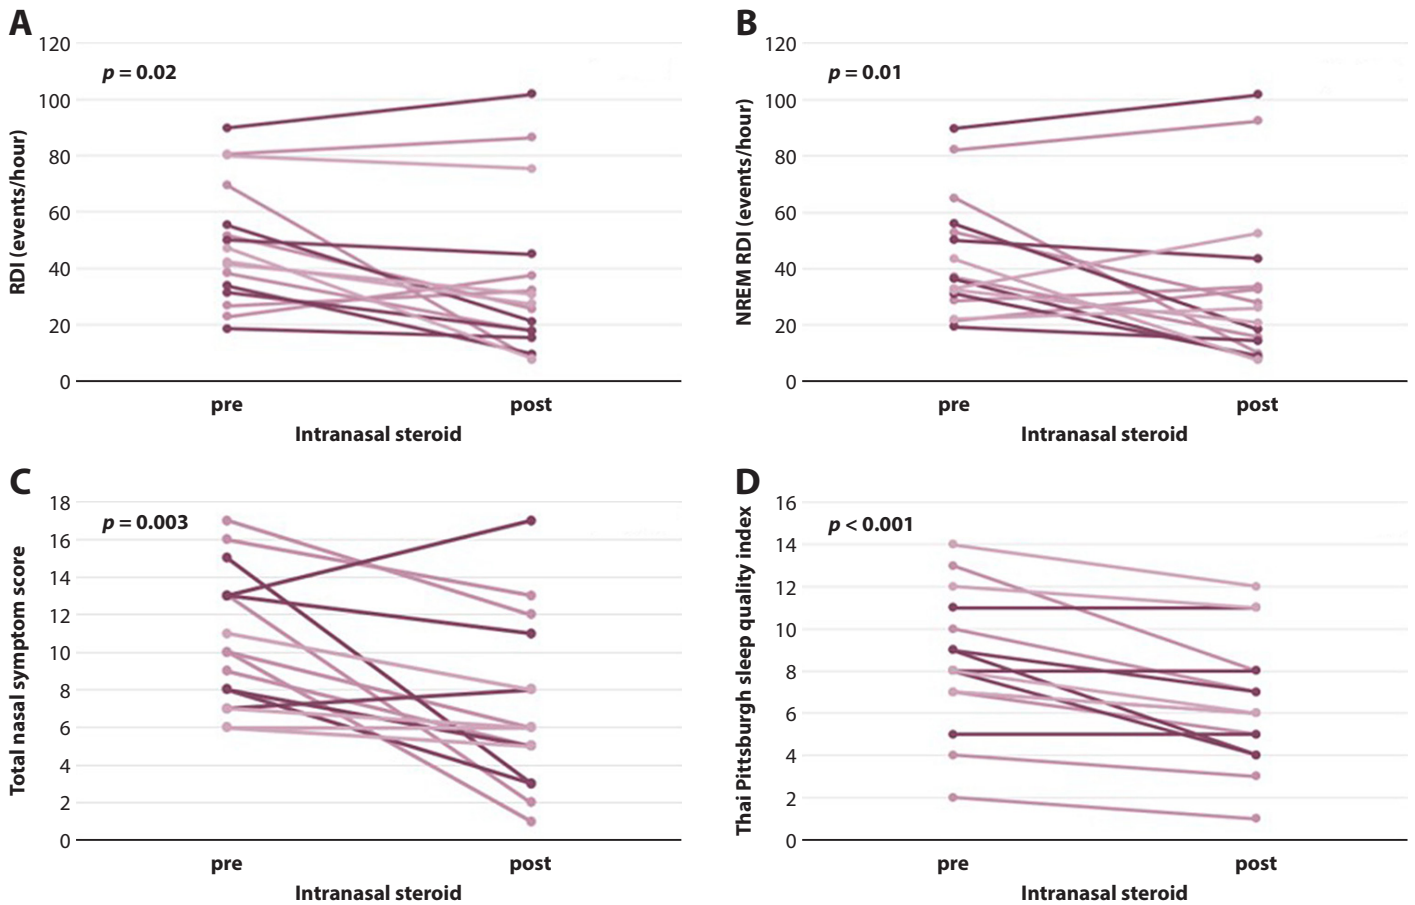 A
RDI (events/hour)
120
100
80
60
40
20
0
p = 0.02
pre
post
Intranasal steroid
B
NREM RDI (events/hour)
120
100
80
60
40
20
0
p = 0.01
pre
post
Intranasal steroid
C
Total nasal symptom score
18
16
14
12
10
8
6
4
2
0
p = 0.003
pre
post
Intranasal steroid
D
Thai Pittsburgh sleep quality index
16
14
12
10
8
6
4
2
0
p < 0.001
pre
post
Intranasal steroid